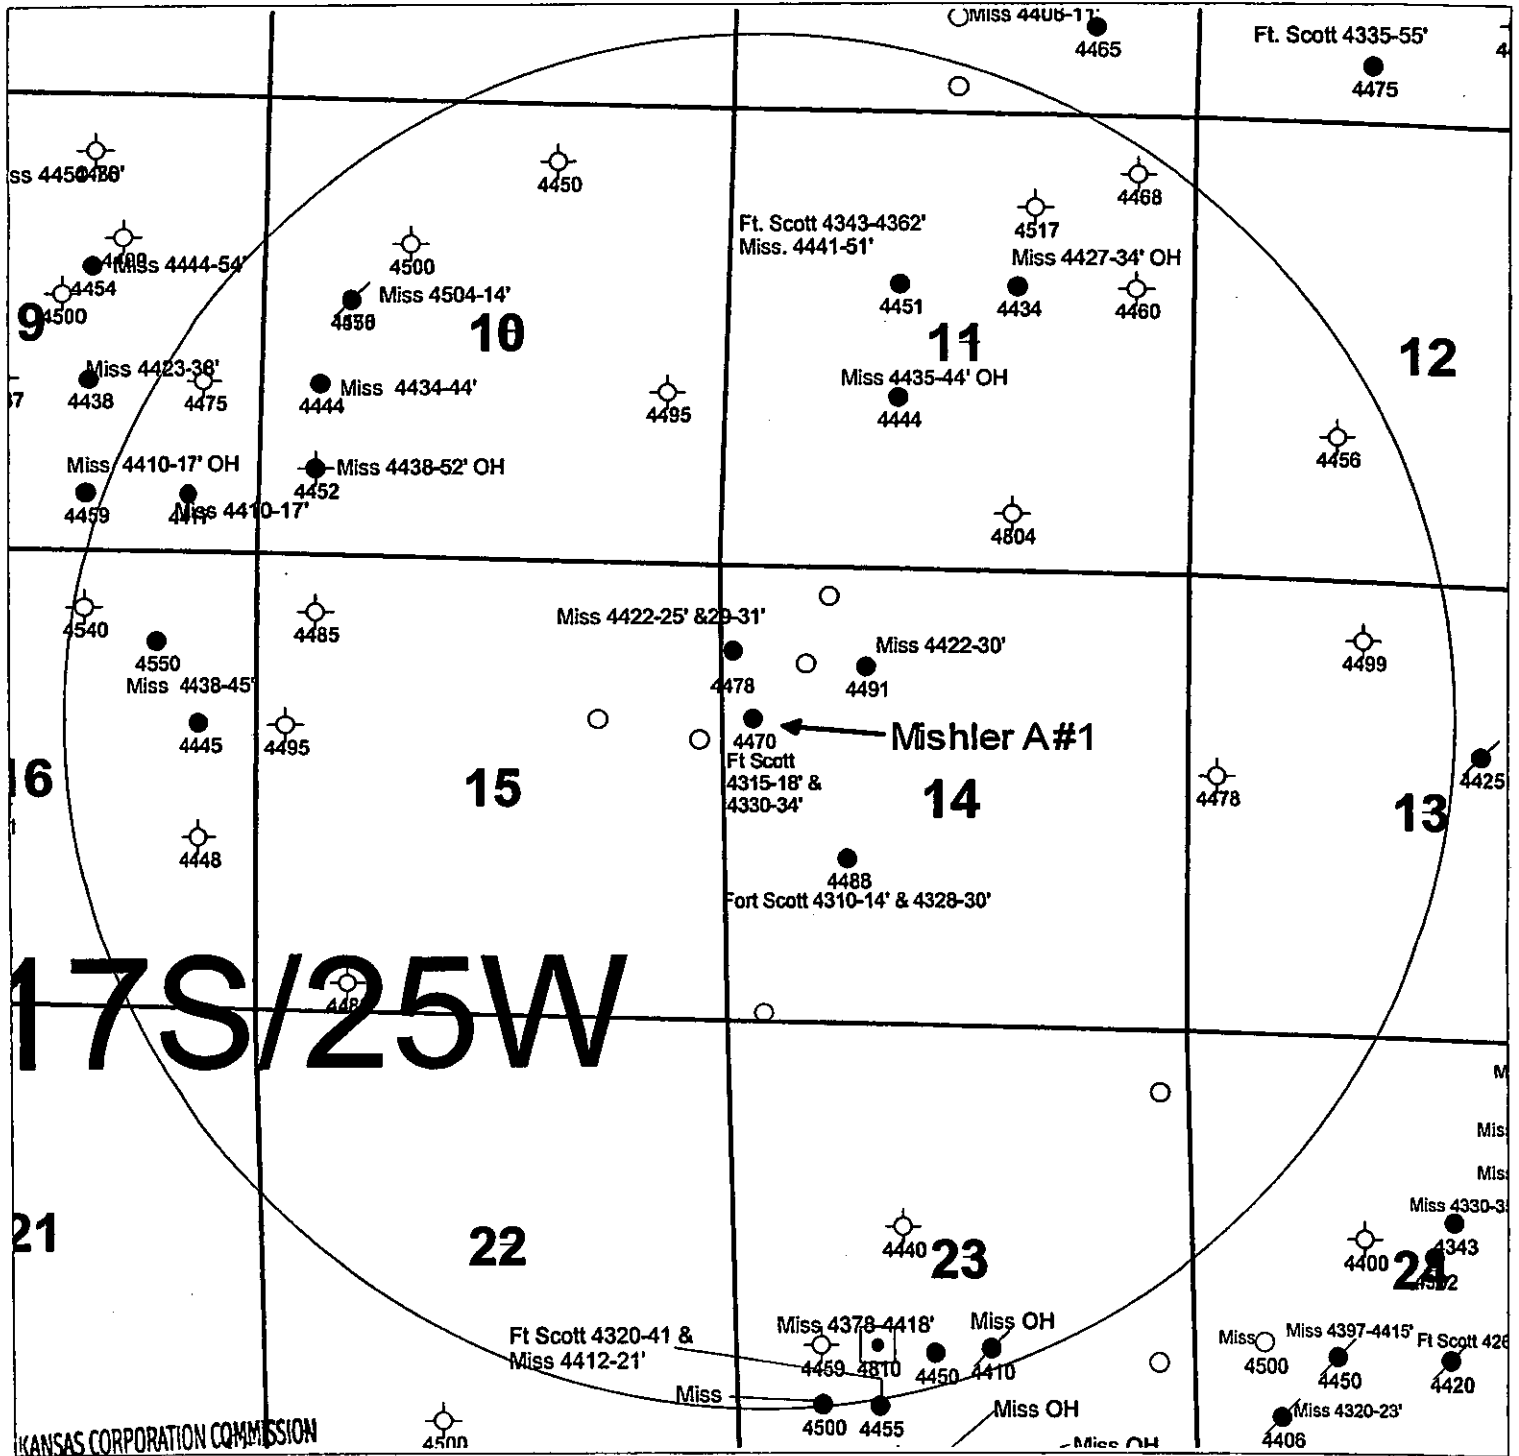 Miss 4406-11'
4465
Ft. Scott 4335-55'
4475
4450
4468
4517
Ft. Scott 4343-4362'
Miss. 4441-51'
4500
Miss 4427-34' OH
Miss 4444-54'
4454
4500
9
Miss 4504-14'
10
4451
4434
4460
11
12
Miss 4423-38'
4438
4475
4444
Miss 4434-44'
4495
Miss 4435-44' OH
4444
4456
Miss 4410-17' OH
4459
Miss 4410-17'
Miss 4438-52' OH
4452
4804
4540
4550
Miss 4438-45'
4445
4485
4495
Miss 4422-25' &29-31'
4478
Miss 4422-30'
4491
4499
4470
Mishler A#1
Ft Scott
4315-18' &
4330-34'
16
15
14
4478
13
4425
4448
4488
Fort Scott 4310-14' & 4328-30'
17S/25W
21
22
4440
23
4400
24
4343
Ft Scott 4320-41 &
Miss 4412-21'
Miss 4378-4418'
4459
4810
4450
Miss OH
4410
Miss
4500
4455
Miss OH
Miss OH
Miss
4500
Miss 4397-4415'
4450
4420
Miss 4320-23'
4406
4500
KANSAS CORPORATION COMMISSION